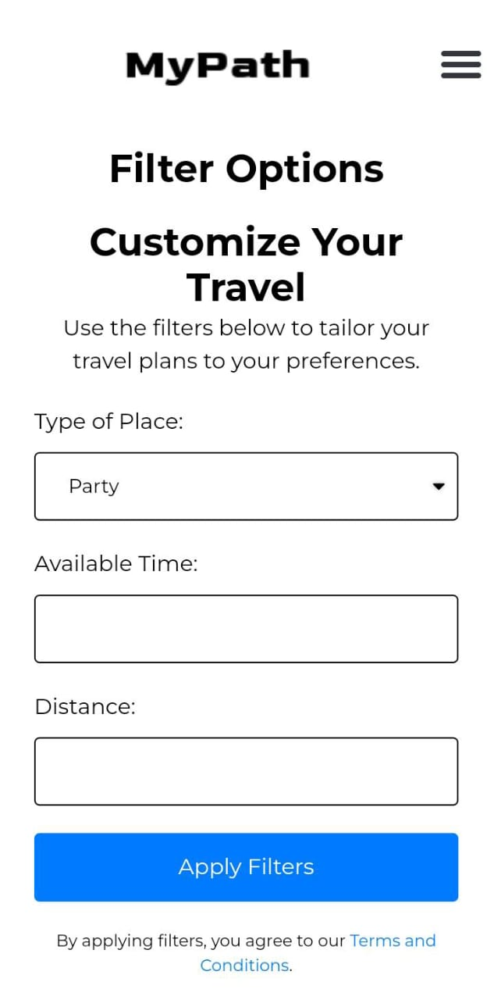 MyPath
Filter Options
Customize Your
Travel
Use the filters below to tailor your
travel plans to your preferences.
Type of Place:
Party
Available Time:
Distance:
Apply Filters
By applying filters, you agree to our Terms and
Conditions.